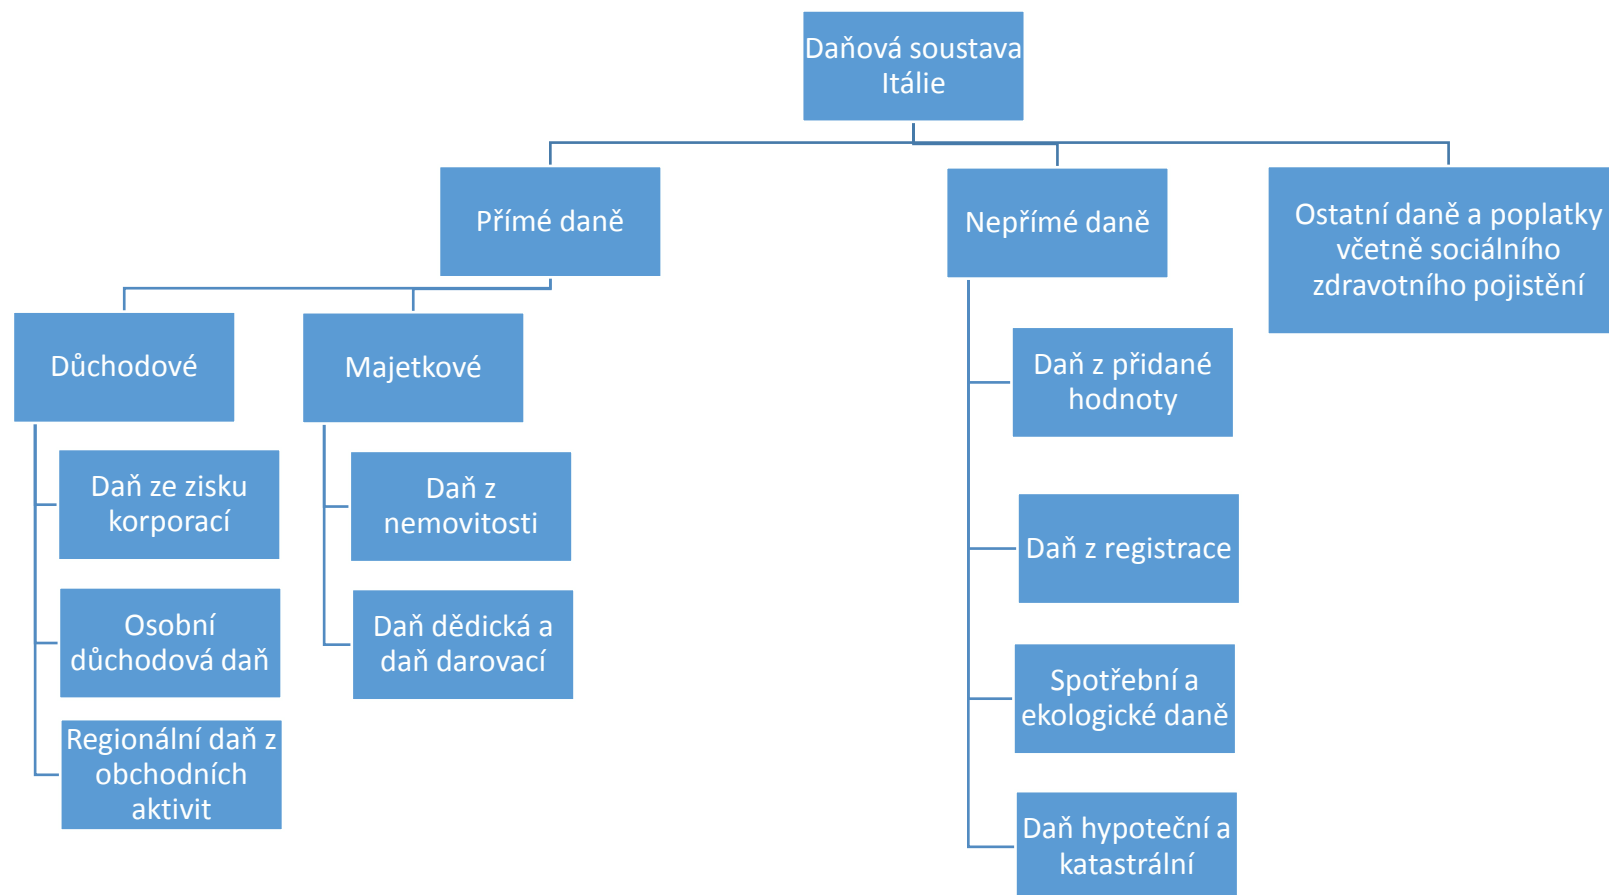 Daňová soustava
Itálie
Přímé daně
Nepřímé daně
Ostatní daně a poplatky
včetně sociálního
zdravotního pojistění
Důchodové
Majetkové
Daň ze zisku
korporací
Osobní
důchodová daň
Regionální daň z
obchodních
aktivit
Daň z
nemovitosti
Daň dědická a
daň darovací
Daň z přidané
hodnoty
Daň z registrace
Spotřební a
ekologické daně
Daň hypoteční a
katastrální